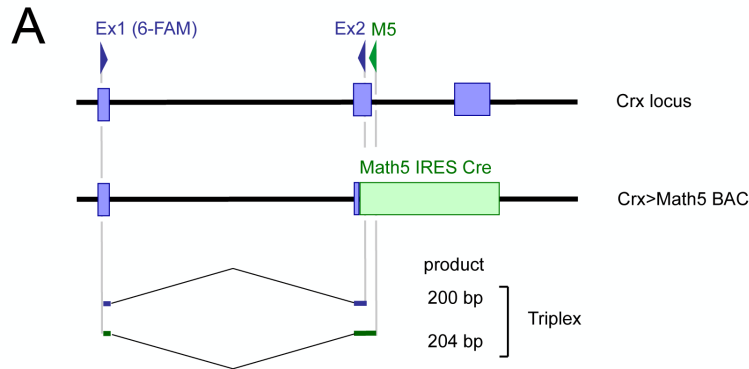 A
Ex1 (6-FAM)
Ex2 M5
Crx locus
Math5 IRES Cre
Crx>Math5 BAC
product
200 bp
Triplex
204 bp